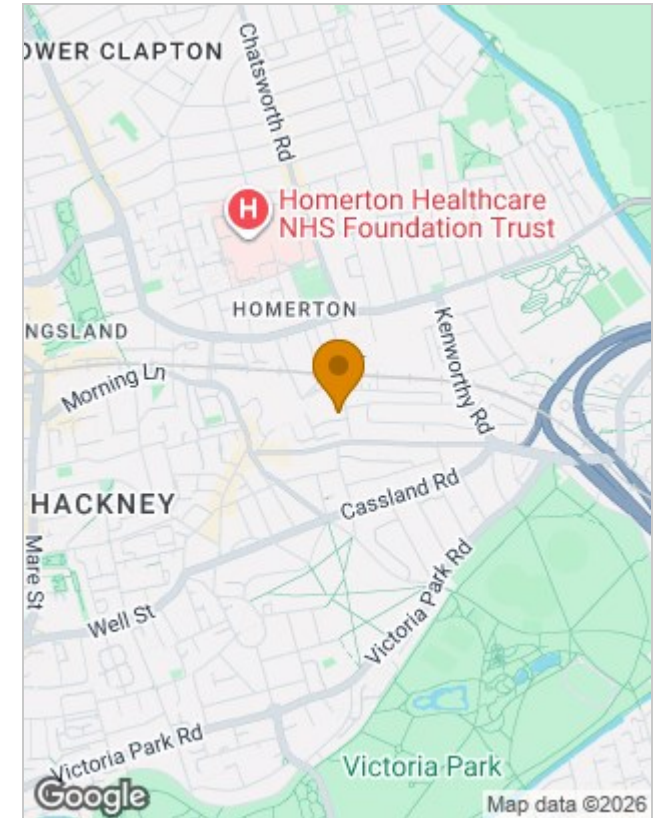 OWER CLAPTON
Chatsworth Rd
H
Homerton Healthcare
NHS Foundation Trust
HOMERTON
NGSLAND
Kenworthy Rd
Morning Ln
HACKNEY
Cassland Rd
Mare St
Well St
Victoria Park Rd
Victoria Park Rd
Victoria Park
Google
Map data ©2026